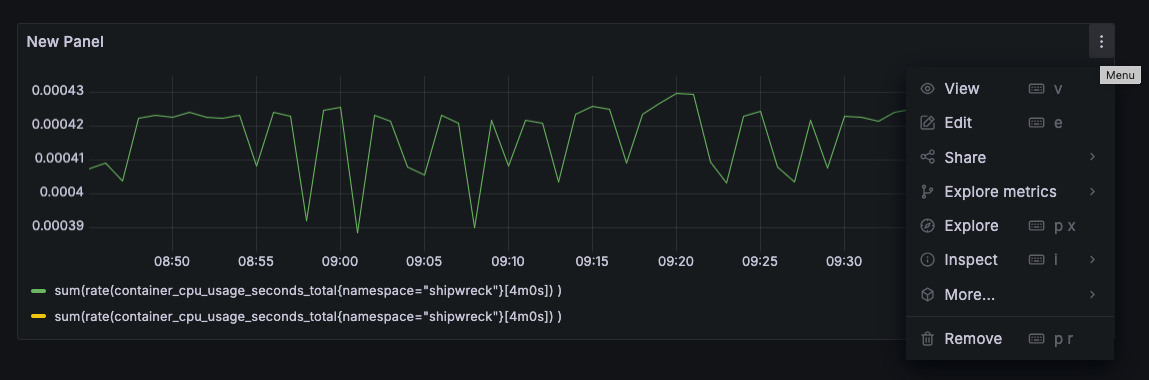 New Panel
Menu
0.00043
0.00042
0.00041
0.0004
0.00039
08:50 08:55 09:00 09:05 09:10 09:15 09:20 09:25 09:30
sum(rate(container_cpu_usage_seconds_total{namespace="shipwreck"}[4m0s]) )
sum(rate(container_cpu_usage_seconds_total{namespace="shipwreck"}[4m0s]) )
View v
Edit e
Share
Explore metrics
Explore p x
Inspect i
More...
Remove p r